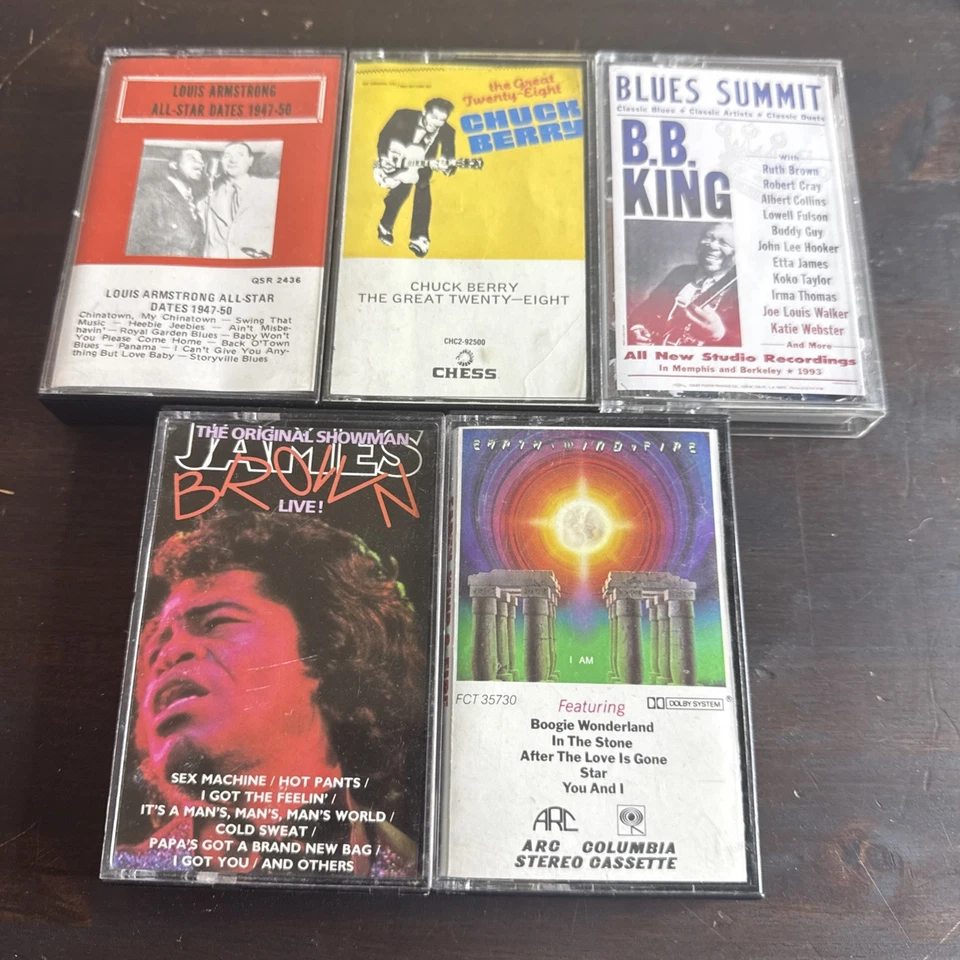 LOUIS ARMSTRONG
ALL-STAR DATES 1947-50
QSR 2436
LOUIS ARMSTRONG ALL-STAR
DATES 1947-50
Chinatown, My Chinatown — Swing That
Music — Heebie Jeebies — Ain't Misbe-
havin' — Royal Garden Blues — Baby Won't
You Please Come Home — Back O'Town
Blues — Panama — I Can't Give You Any-
thing But Love Baby — Storyville Blues
the Great
Twenty-Eight
CHUCK
BERRY
CHUCK BERRY
THE GREAT TWENTY—EIGHT
CHC2-92500
CHESS
BLUES SUMMIT
Classic Blues • Classic Artists • Classic Duets
B.B.
KING
With
Ruth Brown
Robert Cray
Albert Collins
Lowell Fulson
Buddy Guy
John Lee Hooker
Etta James
Koko Taylor
Irma Thomas
Joe Louis Walker
Katie Webster
And More
All New Studio Recordings
In Memphis and Berkeley ★ 1993
THE ORIGINAL SHOWMAN
JAMES
BROWN
LIVE!
SEX MACHINE / HOT PANTS /
I GOT THE FEELIN' /
IT'S A MAN'S, MAN'S, MAN'S WORLD /
COLD SWEAT /
PAPA'S GOT A BRAND NEW BAG /
I GOT YOU / AND OTHERS
EARTH, WIND & FIRE
I AM
FCT 35730
DOLBY SYSTEM ®
Featuring
Boogie Wonderland
In The Stone
After The Love Is Gone
Star
You And I
ARC
ARC COLUMBIA
STEREO CASSETTE